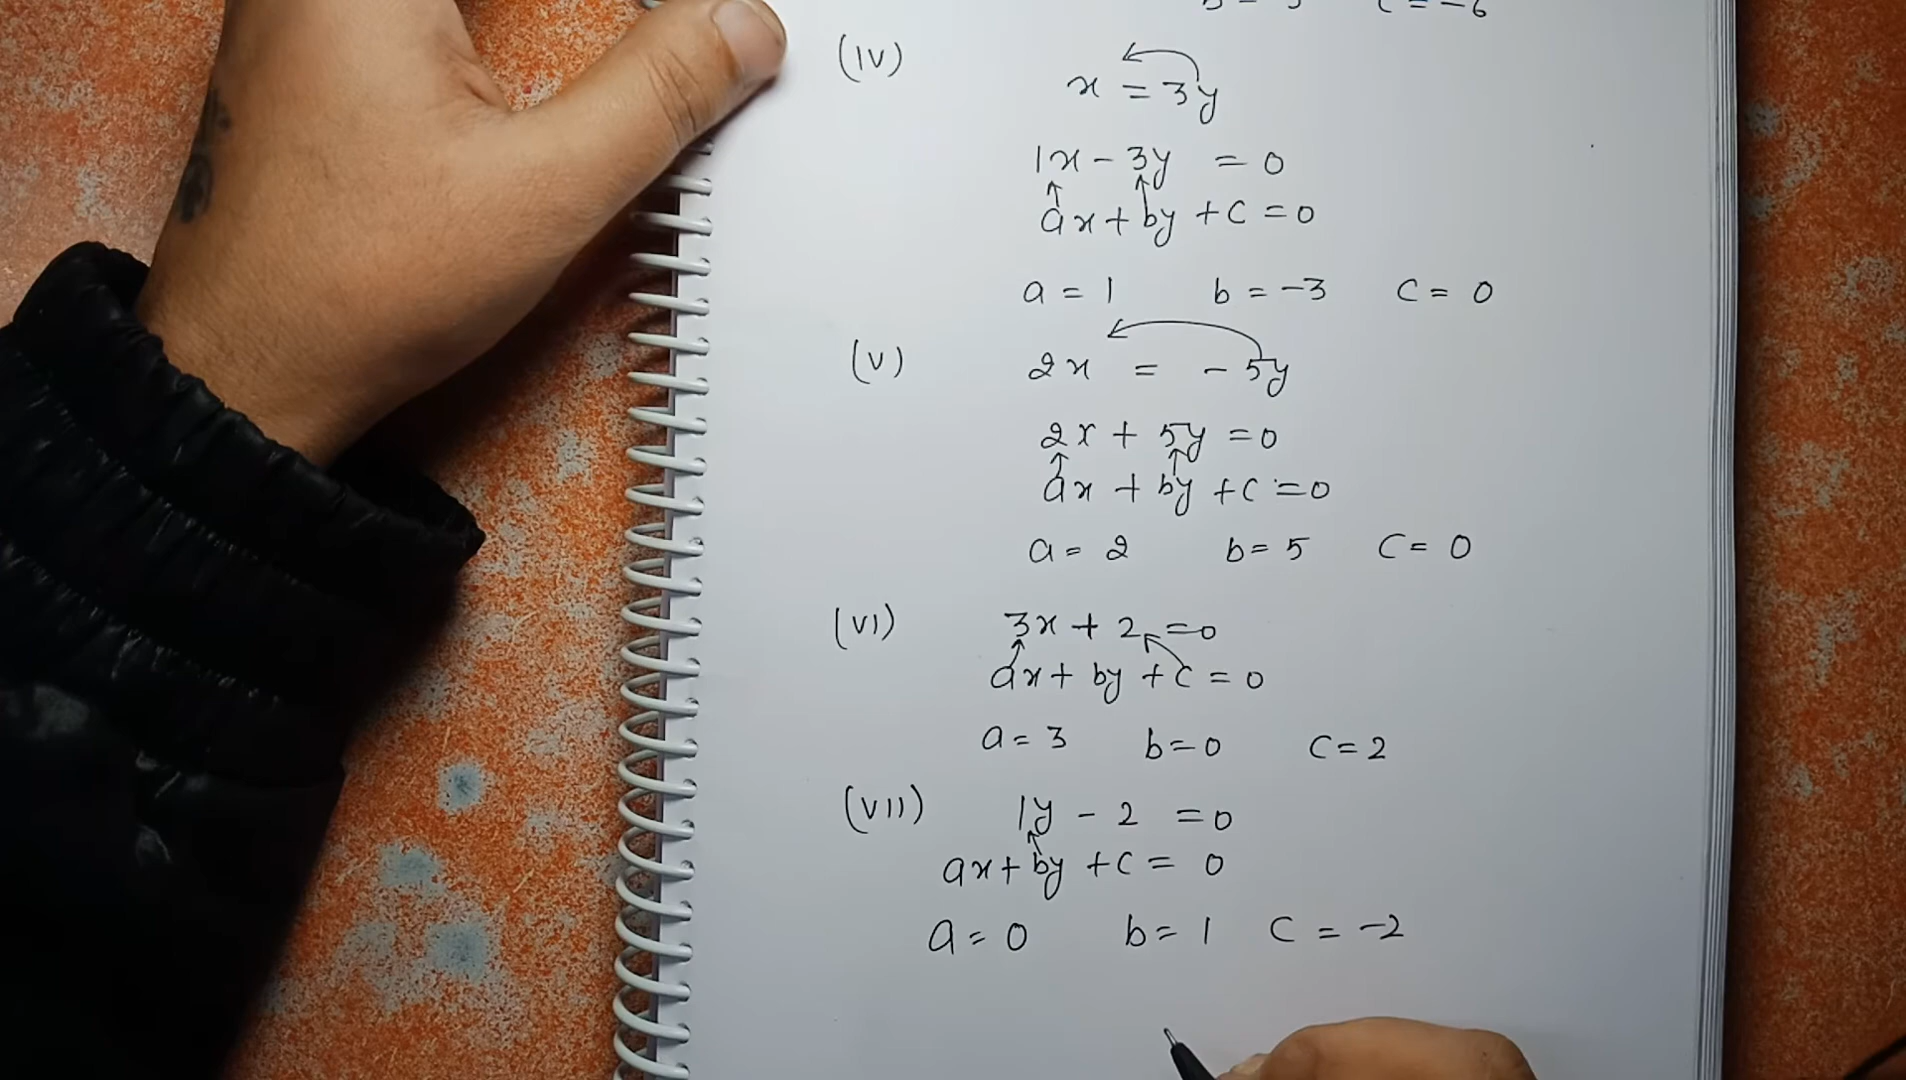 c = -6
(iv) x = 3y
1x - 3y = 0
ax + by + c = 0
a = 1 b = -3 c = 0
(v) 2x = - 5y
2x + 5y = 0
ax + by + c = 0
a = 2 b = 5 c = 0
(vi) 3x + 2 = 0
ax + by + c = 0
a = 3 b = 0 c = 2
(vii) 1y - 2 = 0
ax + by + c = 0
a = 0 b = 1 c = -2